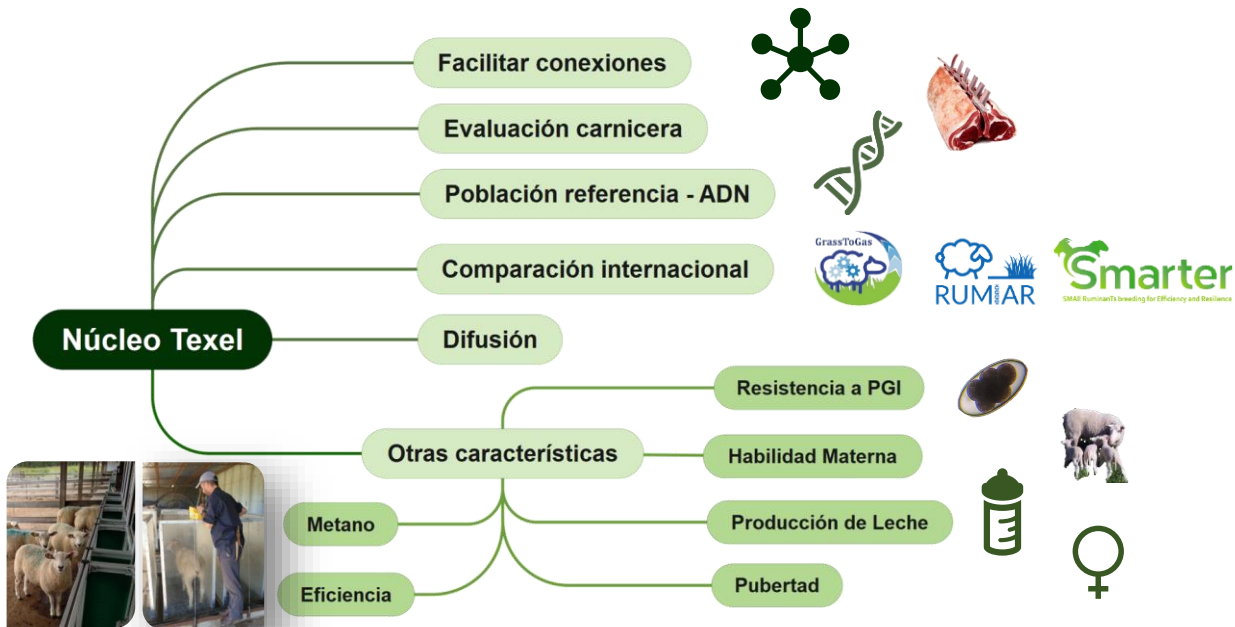 Facilitar conexiones
Evaluación carnicera
Población referencia - ADN
Comparación internacional
GrassToGas
RUMIAR
Smarter
SMAll RuminanTs breeding for Efficiency and Resilience
Núcleo Texel
Difusión
Resistencia a PGI
Otras características
Habilidad Materna
Metano
Producción de Leche
Eficiencia
Pubertad